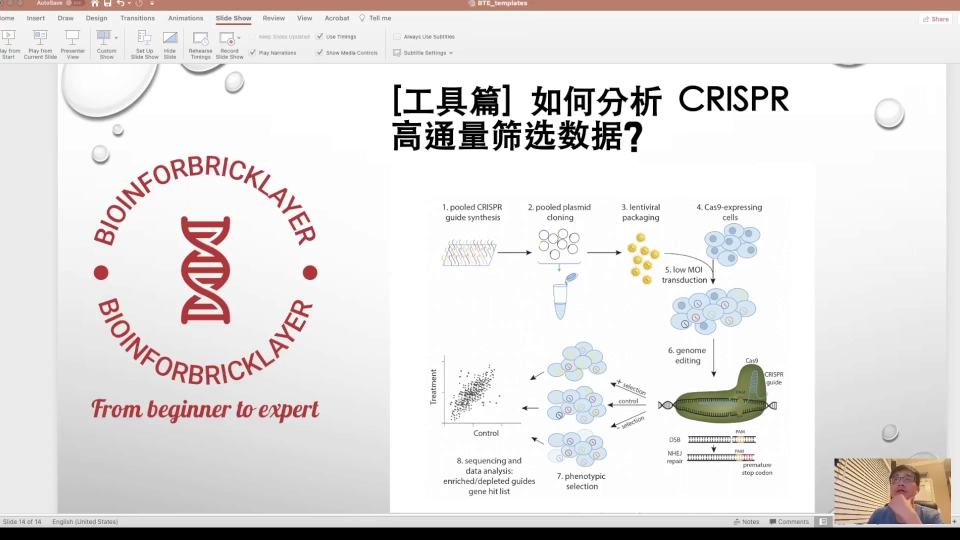 AutoSave
BTE_templates
Home Insert Draw Design Transitions Animations Slide Show Review View Acrobat Tell me
Share
Play from Start
Play from Current Slide
Presenter View
Custom Show
Set Up Slide Show
Hide Slide
Rehearse Timings
Record Slide Show
Keep Slides Updated
Use Timings
Play Narrations
Show Media Controls
Always Use Subtitles
Subtitle Settings
[工具篇] 如何分析 CRISPR
高通量筛选数据?
BIOINFORBRICKLAYER
BIOINFORBRICKLAYER
From beginner to expert
1. pooled CRISPR
guide synthesis
2. pooled plasmid
cloning
3. lentiviral
packaging
4. Cas9-expressing
cells
5. low MOI
transduction
6. genome
editing
Cas9
CRISPR
guide
+ selection
control
- selection
Treatment
Control
PAM
DSB
NHEJ
repair
PAM
premature
stop codon
7. phenotypic
selection
8. sequencing and
data analysis:
enriched/depleted guides
gene hit list
Slide 14 of 14
English (United States)
Notes
Comments